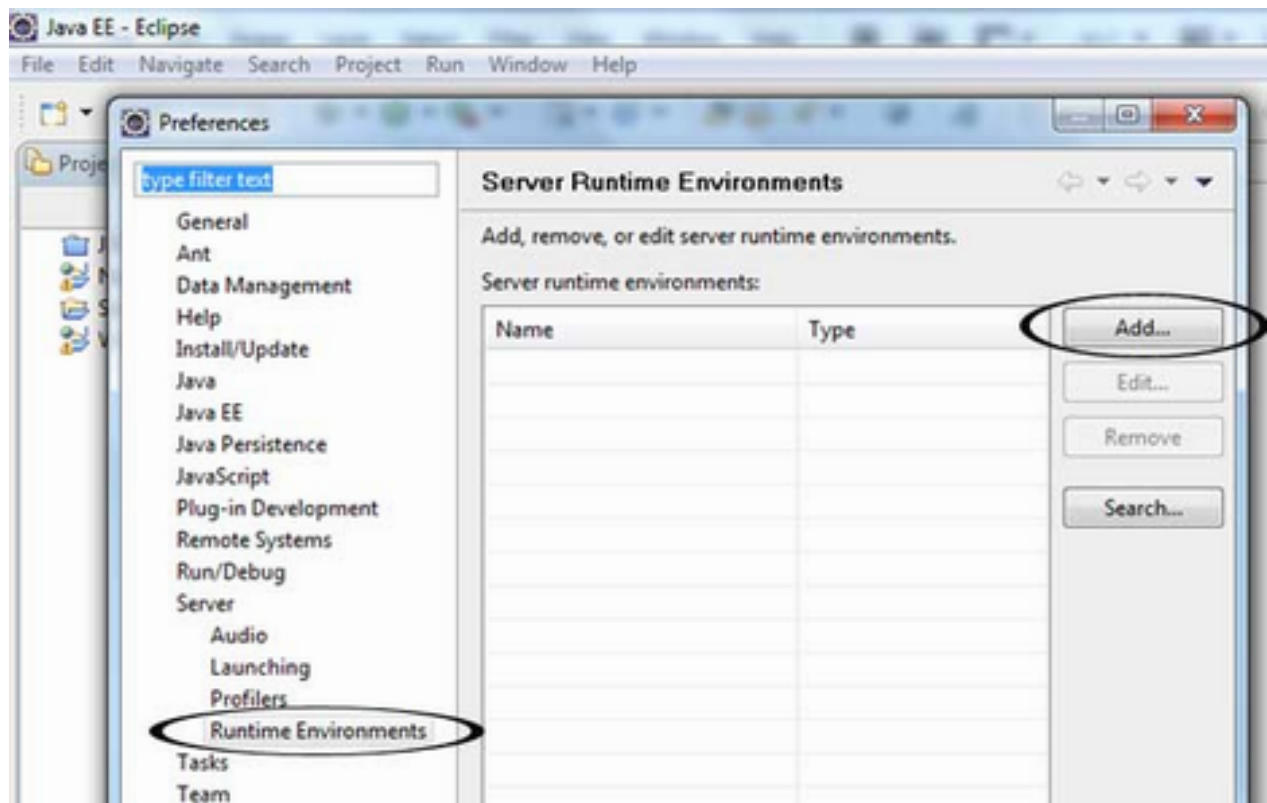 Java EE - Eclipse
File Edit Navigate Search Project Run Window Help
Preferences
Proje
type filter text
General
Ant
Data Management
Help
Install/Update
Java
Java EE
Java Persistence
JavaScript
Plug-in Development
Remote Systems
Run/Debug
Server
Audio
Launching
Profilers
Runtime Environments
Tasks
Team
Server Runtime Environments
Add, remove, or edit server runtime environments.
Server runtime environments:
Name Type
Add...
Edit...
Remove
Search...